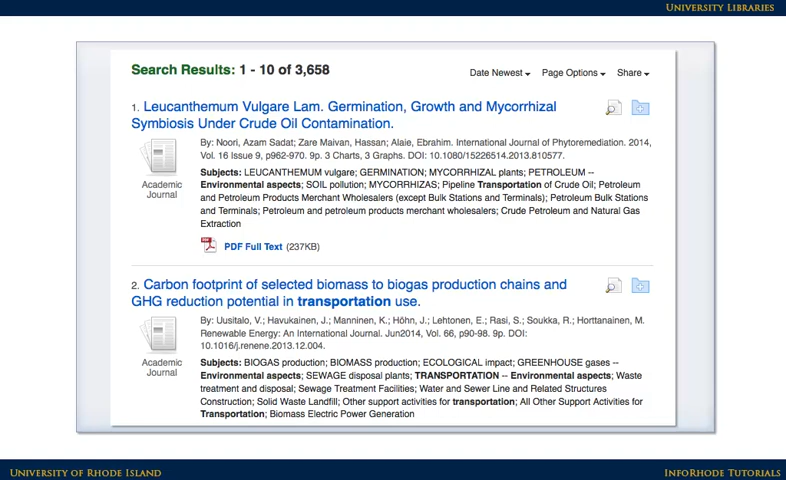 UNIVERSITY LIBRARIES
Search Results: 1 - 10 of 3,658
Date Newest Page Options Share
1. Leucanthemum Vulgare Lam. Germination, Growth and Mycorrhizal
Symbiosis Under Crude Oil Contamination.
By: Noori, Azam Sadat; Zare Maivan, Hassan; Alaie, Ebrahim. International Journal of Phytoremediation. 2014,
Vol. 16 Issue 9, p962-970. 9p. 3 Charts, 3 Graphs. DOI: 10.1080/15226514.2013.810577.
Academic
Journal
Subjects: LEUCANTHEMUM vulgare; GERMINATION; MYCORRHIZAL plants; PETROLEUM --
Environmental aspects; SOIL pollution; MYCORRHIZAS; Pipeline Transportation of Crude Oil; Petroleum
and Petroleum Products Merchant Wholesalers (except Bulk Stations and Terminals); Petroleum Bulk Stations
and Terminals; Petroleum and petroleum products merchant wholesalers; Crude Petroleum and Natural Gas
Extraction
PDF Full Text (237KB)
2. Carbon footprint of selected biomass to biogas production chains and
GHG reduction potential in transportation use.
By: Uusitalo, V.; Havukainen, J.; Manninen, K.; Höhn, J.; Lehtonen, E.; Rasi, S.; Soukka, R.; Horttanainen, M.
Renewable Energy: An International Journal. Jun2014, Vol. 66, p90-98. 9p. DOI:
10.1016/j.renene.2013.12.004.
Academic
Journal
Subjects: BIOGAS production; BIOMASS production; ECOLOGICAL impact; GREENHOUSE gases --
Environmental aspects; SEWAGE disposal plants; TRANSPORTATION -- Environmental aspects; Waste
treatment and disposal; Sewage Treatment Facilities; Water and Sewer Line and Related Structures
Construction; Solid Waste Landfill; Other support activities for transportation; All Other Support Activities for
Transportation; Biomass Electric Power Generation
UNIVERSITY OF RHODE ISLAND
INFORHODE TUTORIALS